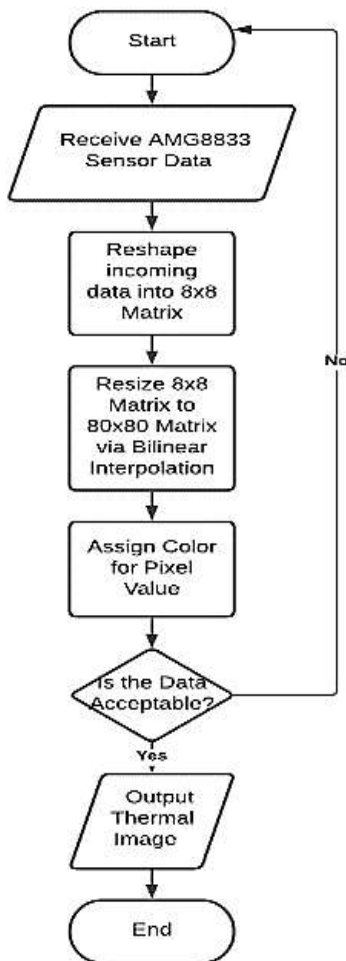 Start
Receive AMG8833
Sensor Data
Reshape
incoming
data into 8x8
Matrix
No
Resize 8x8
Matrix to
80x80 Matrix
via Bilinear
Interpolation
Assign Color
for Pixel
Value
Is the Data
Acceptable?
Yes
Output
Thermal
Image
End